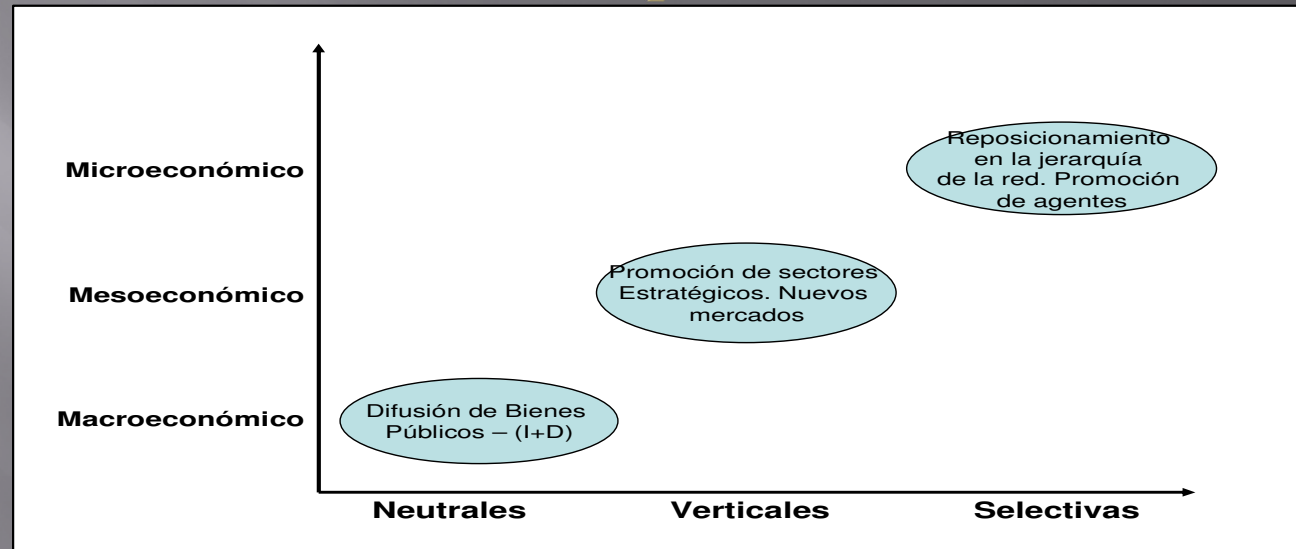 Microeconómico
Reposicionamiento
en la jerarquía
de la red. Promoción
de agentes
Mesoeconómico
Promoción de sectores
Estratégicos. Nuevos
mercados
Macroeconómico
Difusión de Bienes
Públicos – (I+D)
Neutrales
Verticales
Selectivas